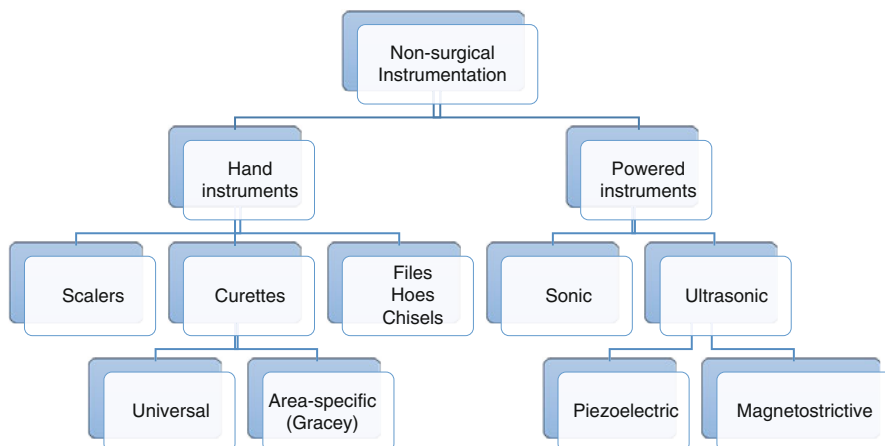 Non-surgical
Instrumentation
Hand
instruments
Powered
instruments
Scalers
Curettes
Files
Hoes
Chisels
Sonic
Ultrasonic
Universal
Area-specific
(Gracey)
Piezoelectric
Magnetostrictive